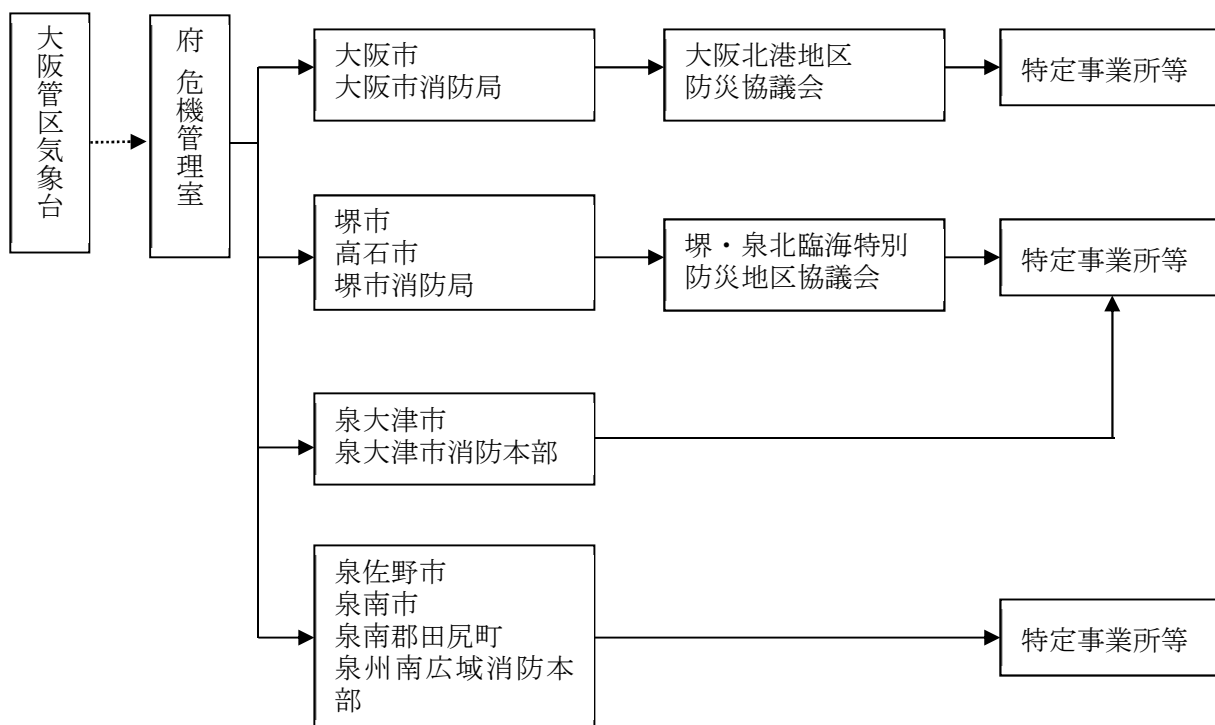 大阪管区気象台
府 危機管理室
大阪市
大阪市消防局
大阪北港地区
防災協議会
特定事業所等
堺市
高石市
堺市消防局
堺・泉北臨海特別
防災地区協議会
特定事業所等
泉大津市
泉大津市消防本部
泉佐野市
泉南市
泉南郡田尻町
泉州南広域消防本
部
特定事業所等